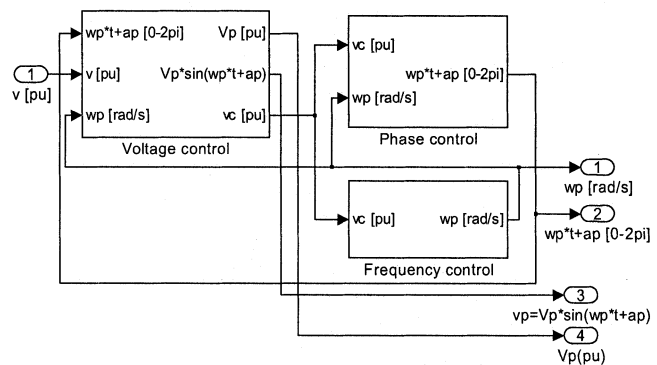 wp*t+ap [0-2pi]
Vp [pu]
1
v [pu]
v [pu]
Vp*sin(wp*t+ap)
wp [rad/s]
vc [pu]
Voltage control
vc [pu]
wp*t+ap [0-2pi]
wp [rad/s]
Phase control
1
wp [rad/s]
vc [pu]
wp [rad/s]
Frequency control
2
wp*t+ap [0-2pi]
3
vp=Vp*sin(wp*t+ap)
4
Vp(pu)